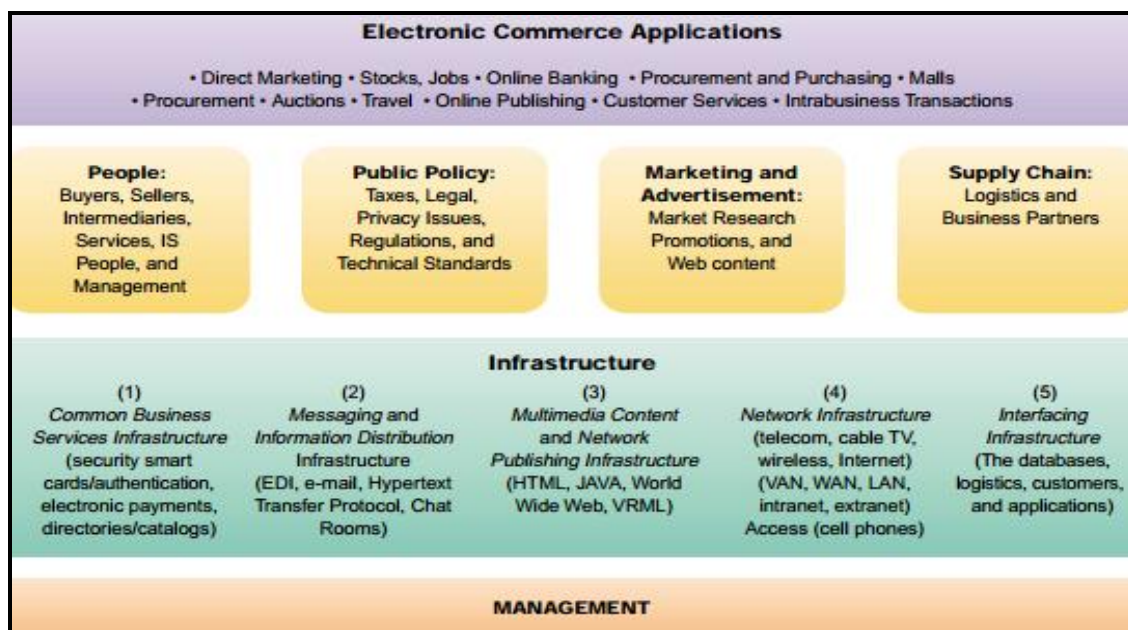 Electronic Commerce Applications
• Direct Marketing • Stocks, Jobs • Online Banking • Procurement and Purchasing • Malls
• Procurement • Auctions • Travel • Online Publishing • Customer Services • Intrabusiness Transactions
People:
Buyers, Sellers,
Intermediaries,
Services, IS
People, and
Management
Public Policy:
Taxes, Legal,
Privacy Issues,
Regulations, and
Technical Standards
Marketing and
Advertisement:
Market Research
Promotions, and
Web content
Supply Chain:
Logistics and
Business Partners
Infrastructure
(1)
Common Business
Services Infrastructure
(security smart
cards/authentication,
electronic payments,
directories/catalogs)
(2)
Messaging and
Information Distribution
Infrastructure
(EDI, e-mail, Hypertext
Transfer Protocol, Chat
Rooms)
(3)
Multimedia Content
and Network
Publishing Infrastructure
(HTML, JAVA, World
Wide Web, VRML)
(4)
Network Infrastructure
(telecom, cable TV,
wireless, Internet)
(VAN, WAN, LAN,
intranet, extranet)
Access (cell phones)
(5)
Interfacing
Infrastructure
(The databases,
logistics, customers,
and applications)
MANAGEMENT